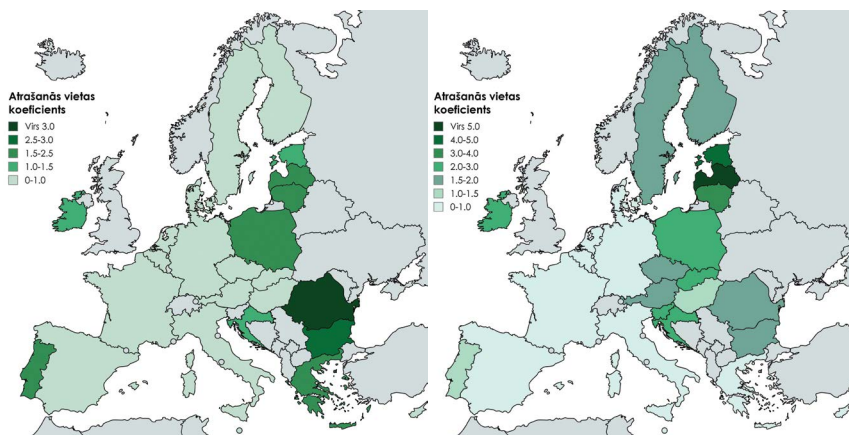 Atrašanās vietas
koeficients
Virs 3.0
2.5-3.0
1.5-2.5
1.0-1.5
0-1.0
Atrašanās vietas
koeficients
Virs 5.0
4.0-5.0
3.0-4.0
2.0-3.0
1.5-2.0
1.0-1.5
0-1.0